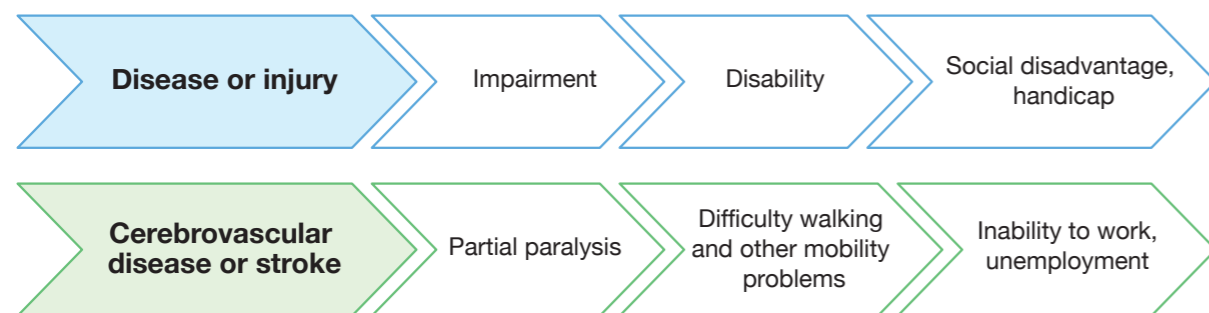 Disease or injury
Impairment
Disability
Social disadvantage,
handicap
Cerebrovascular
disease or stroke
Partial paralysis
Difficulty walking
and other mobility
problems
Inability to work,
unemployment